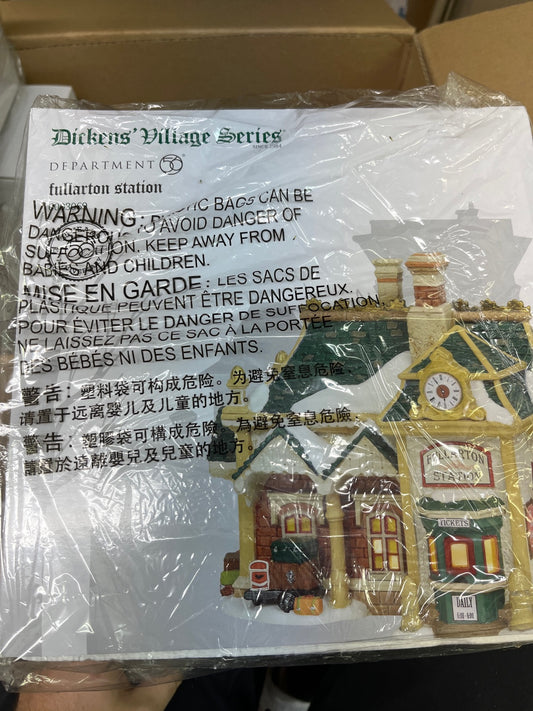 Dickens' Village Series
SINCE 1984
DEPARTMENT 56
fullarton station
WARNING: PLASTIC BAGS CAN BE
DANGEROUS. TO AVOID DANGER OF
SUFFOCATION, KEEP AWAY FROM
BABIES AND CHILDREN.
MISE EN GARDE: LES SACS DE
PLASTIQUE PEUVENT ÊTRE DANGEREUX.
POUR ÉVITER LE DANGER DE SUFFOCATION,
NE LAISSEZ PAS CE SAC À LA PORTÉE
DES BÉBÉS NI DES ENFANTS.
警告：塑料袋可构成危险。为避免窒息危险，
请置于远离婴儿及儿童的地方。
警告：塑膠袋可構成危險。為避免窒息危險，
請置於遠離嬰兒及兒童的地方。
FULLARTON
STATION
TICKETS
DAILY